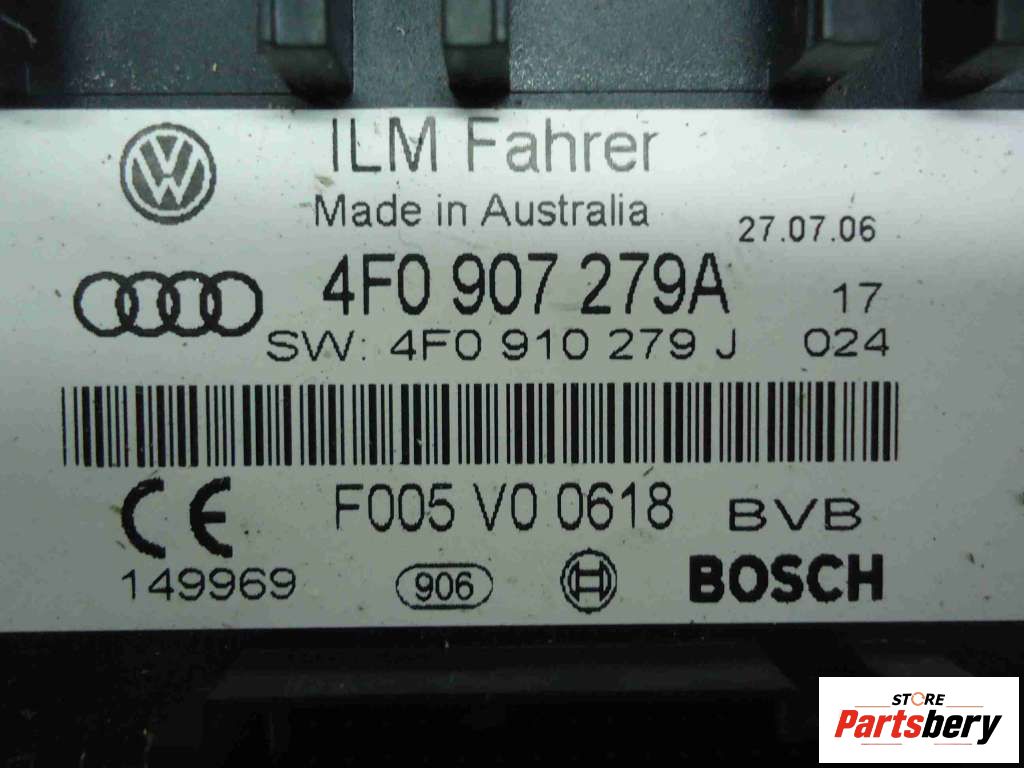 ILM Fahrer
Made in Australia
27.07.06
4F0 907 279A 17
SW: 4F0 910 279 J 024
CE F005 V0 0618 BVB
149969 906 BOSCH
STORE
Partsbery